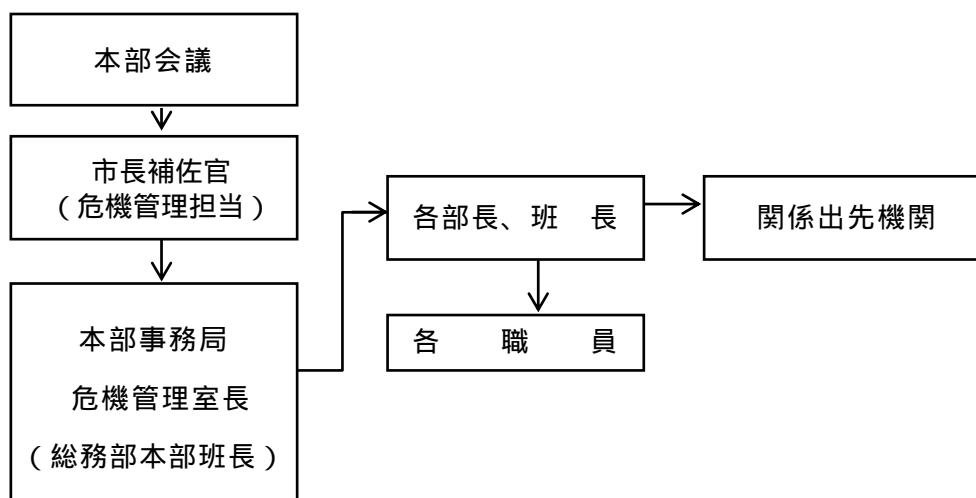 本部会議
市長補佐官
（危機管理担当）
本部事務局
危機管理室長
（総務部本部班長）
各部長、班　長
関係出先機関
各　職　員